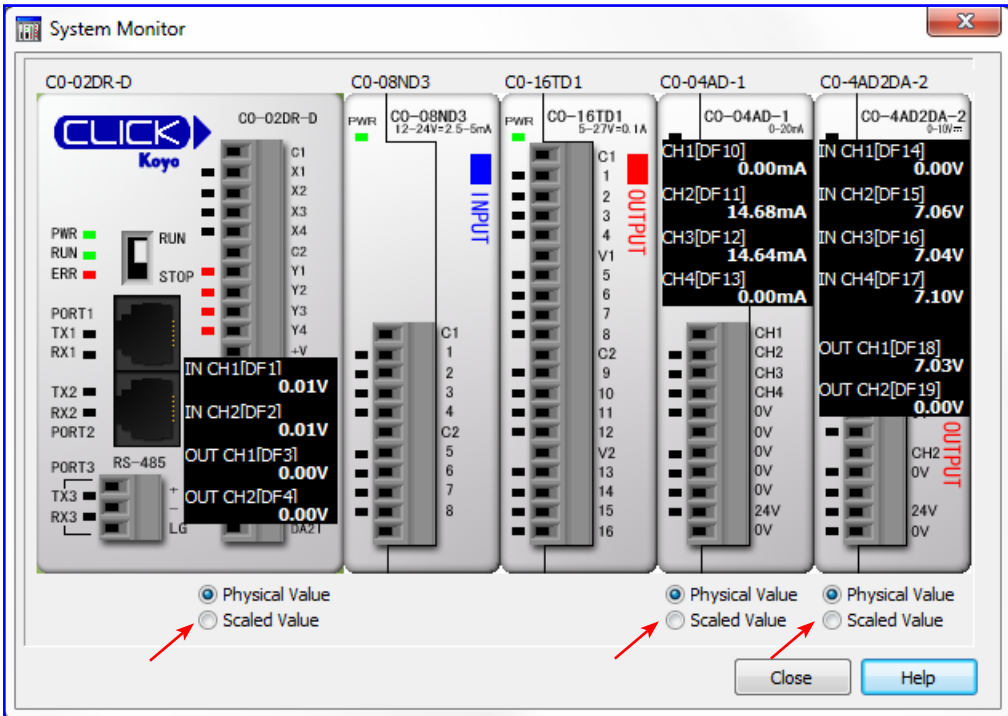 System Monitor
C0-02DR-D
C0-08ND3
C0-16TD1
C0-04AD-1
C0-4AD2DA-2
CLICK
Koyo
C0-02DR-D
C1
X1
X2
X3
X4
C2
Y1
Y2
Y3
Y4
+V
PWR
RUN
ERR
RUN
STOP
PORT1
TX1
RX1
TX2
RX2
PORT2
PORT3
RS-485
TX3
RX3
+
-
LG
IN CH1[DF1]
0.01V
IN CH2[DF2]
0.01V
OUT CH1[DF3]
0.00V
OUT CH2[DF4]
0.00V
DA2I
PWR
C0-08ND3
12-24V=2.5-5mA
INPUT
C1
1
2
3
4
C2
5
6
7
8
PWR
C0-16TD1
5-27V=0.1A
OUTPUT
C1
1
2
3
4
V1
5
6
7
8
C2
9
10
11
12
V2
13
14
15
16
C0-04AD-1
0-20mA
CH1[DF10]
0.00mA
CH2[DF11]
14.68mA
CH3[DF12]
14.64mA
CH4[DF13]
0.00mA
CH1
CH2
CH3
CH4
0V
0V
0V
0V
0V
24V
0V
C0-4AD2DA-2
0-10V
IN CH1[DF14]
0.00V
IN CH2[DF15]
7.06V
IN CH3[DF16]
7.04V
IN CH4[DF17]
7.10V
OUT CH1[DF18]
7.03V
OUT CH2[DF19]
0.00V
OUTPUT
CH2
0V
24V
0V
Physical Value
Scaled Value
Physical Value
Scaled Value
Physical Value
Scaled Value
Close
Help